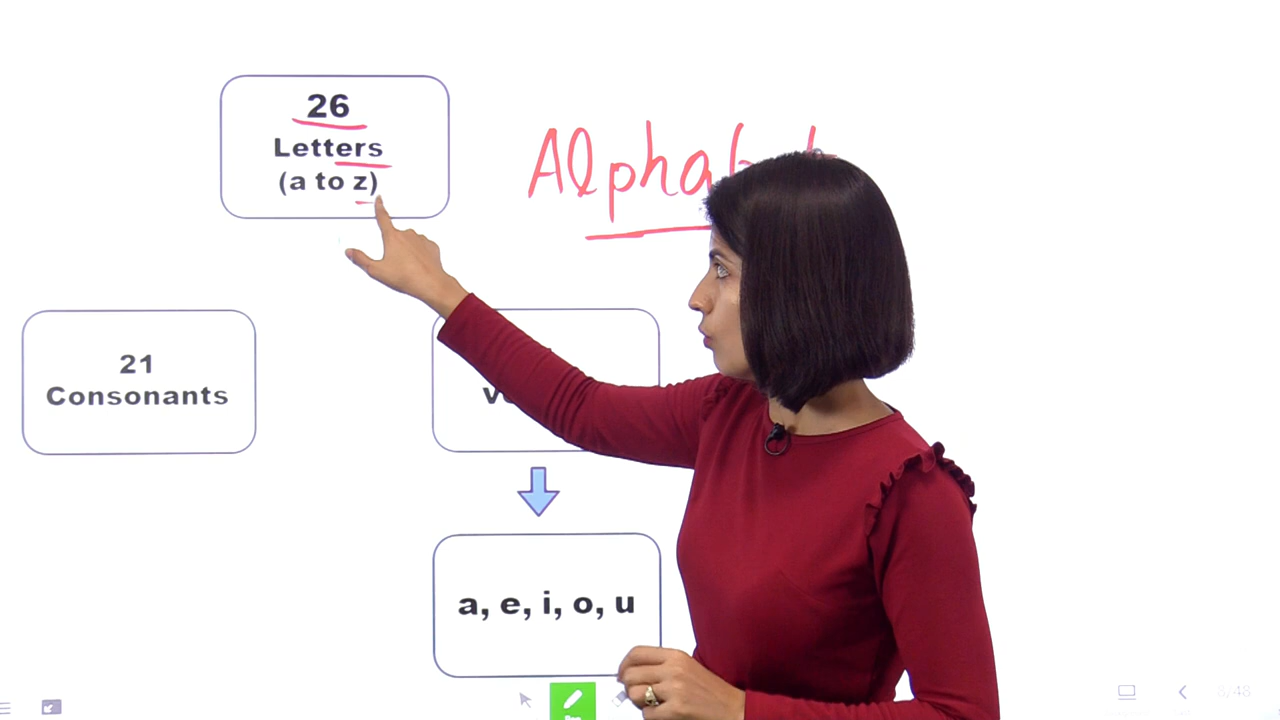 26
Letters
(a to z)
21
Consonants
a, e, i, o, u